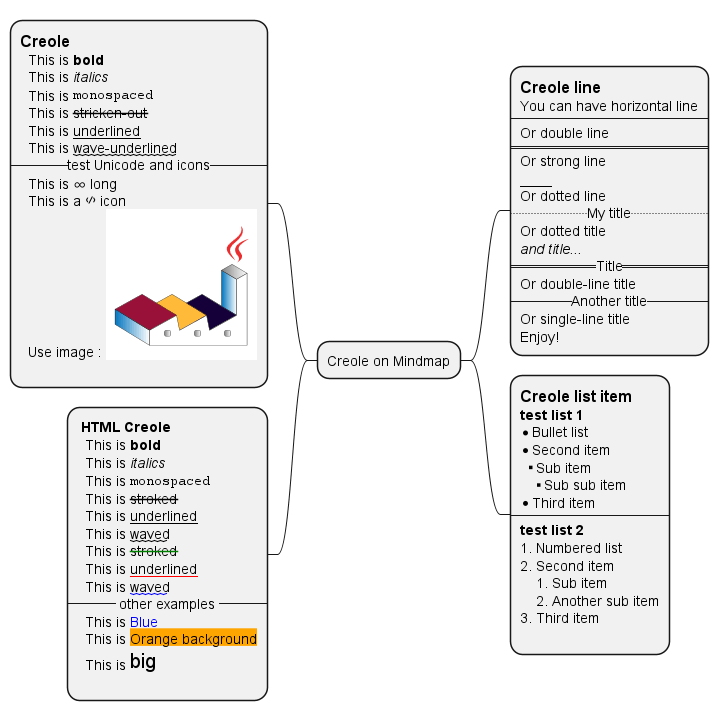 Creole
This is bold
This is italics
This is monospaced
This is stricken-out
This is underlined
This is wave-underlined
test Unicode and icons
This is ∞ long
This is a icon
Use image :
HTML Creole
This is bold
This is italics
This is monospaced
This is stroked
This is underlined
This is waved
This is stroked
This is underlined
This is waved
other examples
This is Blue
This is Orange background
This is big
Creole on Mindmap
Creole line
You can have horizontal line
Or double line
Or strong line
____
Or dotted line
My title
Or dotted title
and title...
Title
Or double-line title
Another title
Or single-line title
Enjoy!
Creole list item
test list 1
• Bullet list
• Second item
▪ Sub item
▪ Sub sub item
• Third item
test list 2
1. Numbered list
2. Second item
1. Sub item
2. Another sub item
3. Third item